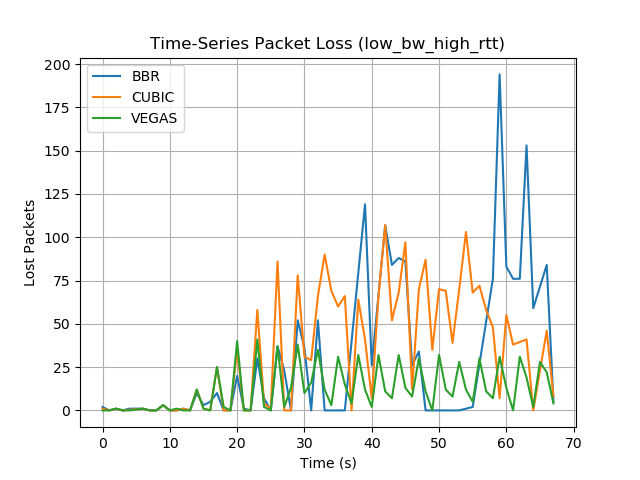 Time-Series Packet Loss (low_bw_high_rtt)
200
175
150
125
100
75
50
25
0
Lost Packets
BBR
CUBIC
VEGAS
0 10 20 30 40 50 60 70
Time (s)